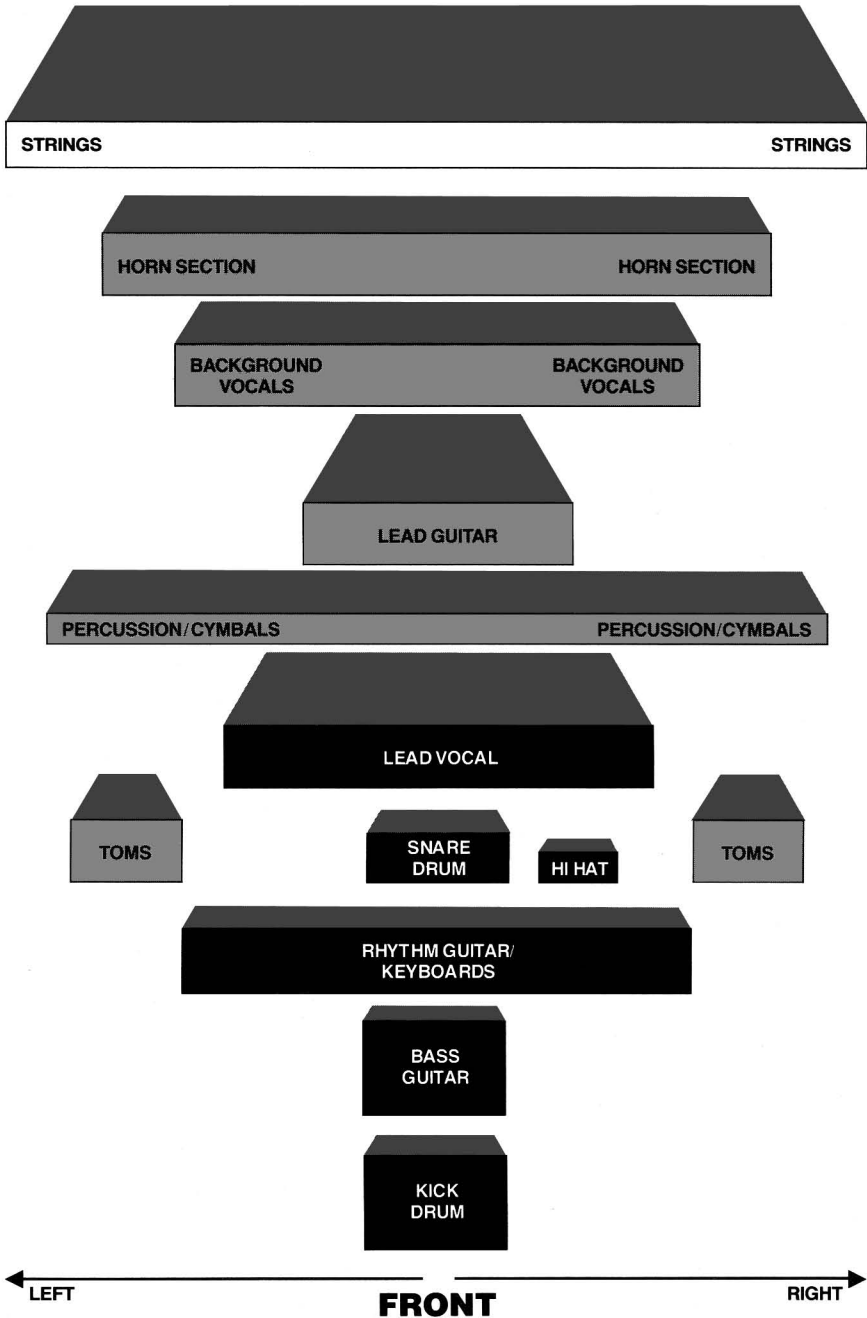 STRINGS STRINGS
HORN SECTION HORN SECTION
BACKGROUND VOCALS BACKGROUND VOCALS
LEAD GUITAR
PERCUSSION/CYMBALS PERCUSSION/CYMBALS
LEAD VOCAL
TOMS
SNARE
DRUM
HI HAT
TOMS
RHYTHM GUITAR/
KEYBOARDS
BASS
GUITAR
KICK
DRUM
LEFT
FRONT
RIGHT